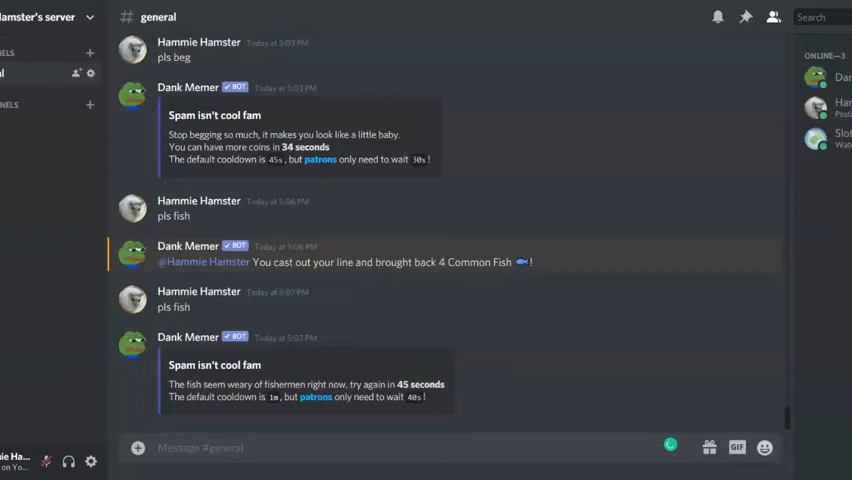 amster's server
# general
Search
Hammie Hamster Today at 5:03 PM
pls beg
NELS
ONLINE—3
al
Dank Memer BOT Today at 5:03 PM
Dan
Spam isn't cool fam
NELS
Ham
Stop begging so much, it makes you look like a little baby.
You can have more coins in 34 seconds
The default cooldown is 45s, but patrons only need to wait 30s!
Slot
Hammie Hamster Today at 5:06 PM
pls fish
Dank Memer BOT Today at 5:06 PM
@Hammie Hamster You cast out your line and brought back 4 Common Fish !
Hammie Hamster Today at 5:07 PM
pls fish
Dank Memer BOT Today at 5:07 PM
Spam isn't cool fam
The fish seem weary of fishermen right now, try again in 45 seconds
The default cooldown is 1m, but patrons only need to wait 40s!
Message #general
GIF
ie Ha...
on Yo...